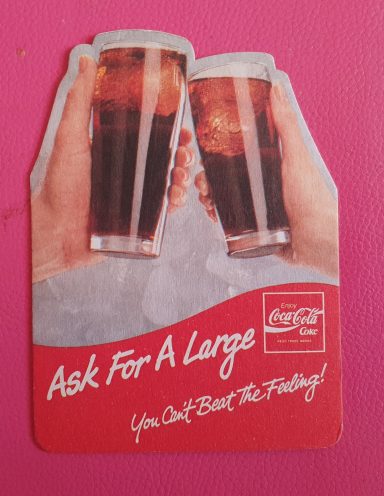 Ask For A Large
Enjoy
Coca-Cola
Coke
You Can't Beat The Feeling!